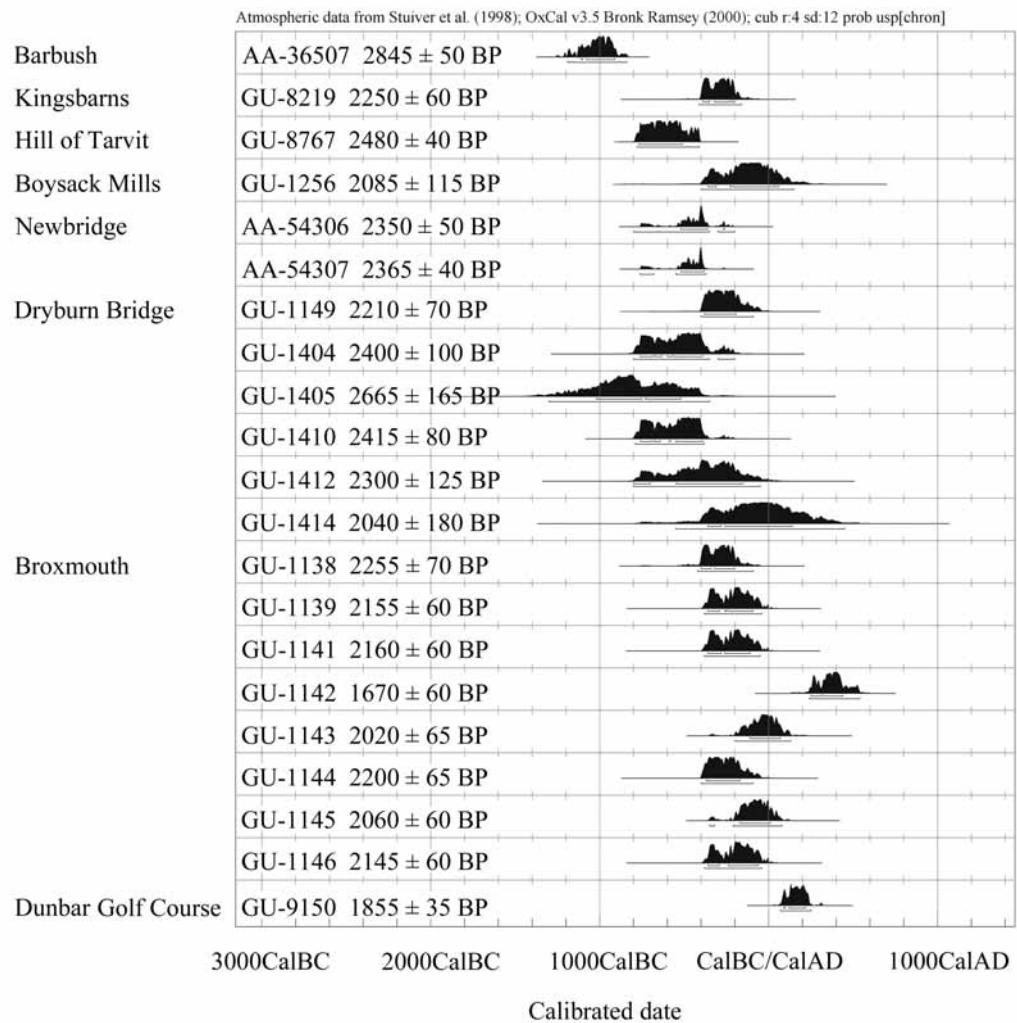 Atmospheric data from Stuiver et al. (1998); OxCal v3.5 Bronk Ramsey (2000); cub r:4 sd:12 prob usp[chron]
Barbush AA-36507 2845 ± 50 BP
Kingsbarns GU-8219 2250 ± 60 BP
Hill of Tarvit GU-8767 2480 ± 40 BP
Boysack Mills GU-1256 2085 ± 115 BP
Newbridge AA-54306 2350 ± 50 BP
AA-54307 2365 ± 40 BP
Dryburn Bridge GU-1149 2210 ± 70 BP
GU-1404 2400 ± 100 BP
GU-1405 2665 ± 165 BP
GU-1410 2415 ± 80 BP
GU-1412 2300 ± 125 BP
GU-1414 2040 ± 180 BP
Broxmouth GU-1138 2255 ± 70 BP
GU-1139 2155 ± 60 BP
GU-1141 2160 ± 60 BP
GU-1142 1670 ± 60 BP
GU-1143 2020 ± 65 BP
GU-1144 2200 ± 65 BP
GU-1145 2060 ± 60 BP
GU-1146 2145 ± 60 BP
Dunbar Golf Course GU-9150 1855 ± 35 BP
3000CalBC 2000CalBC 1000CalBC CalBC/CalAD 1000CalAD
Calibrated date